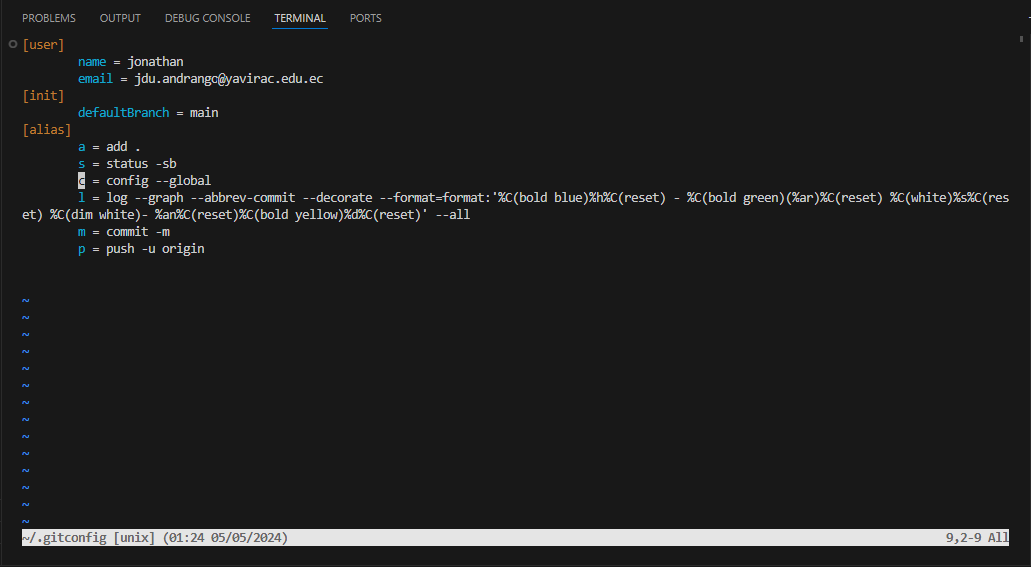 PROBLEMS OUTPUT DEBUG CONSOLE TERMINAL PORTS
[user]
name = jonathan
email = jdu.andrango@yavirac.edu.ec
[init]
defaultBranch = main
[alias]
a = add .
s = status -sb
c = config --global
l = log --graph --abbrev-commit --decorate --format=format:'%C(bold blue)%h%C(reset) - %C(bold green)(%ar)%C(reset) %C(white)%s%C(res
et) %C(dim white)- %an%C(reset)%C(bold yellow)%d%C(reset)' --all
m = commit -m
p = push -u origin
~
~
~
~
~
~
~
~
~
~
~
~
~
~
~/.gitconfig [unix] (01:24 05/05/2024) 9,2-9 All